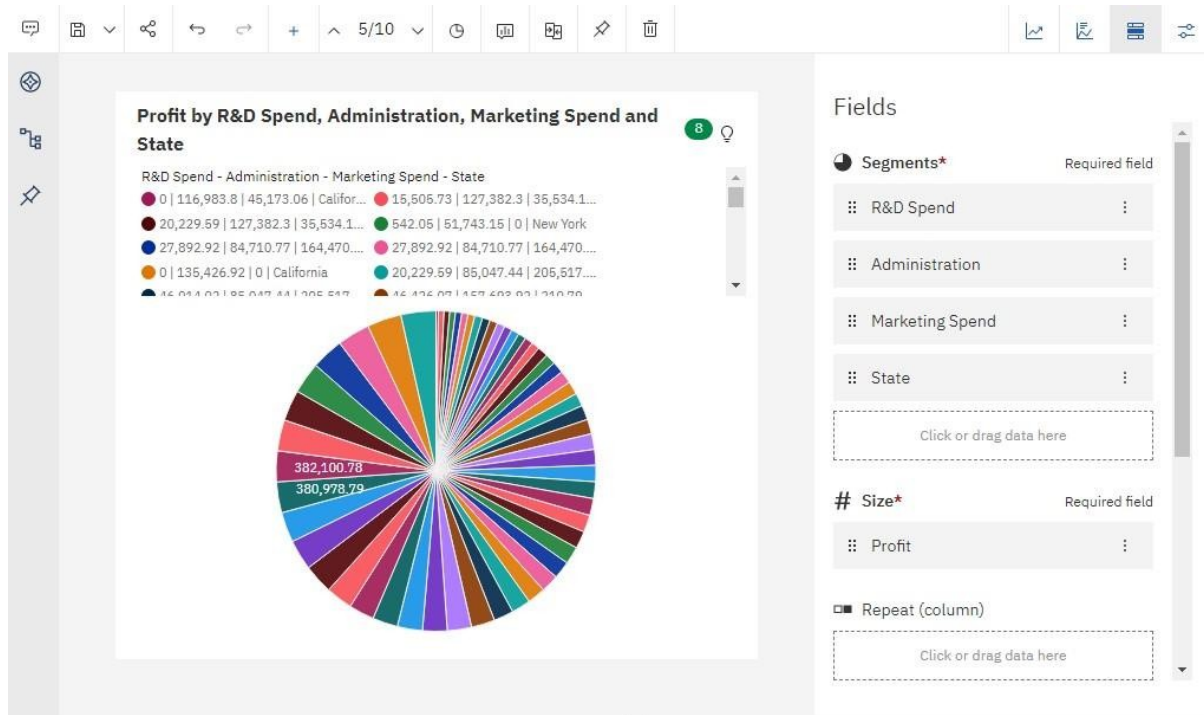 5/10
Profit by R&D Spend, Administration, Marketing Spend and
State
8
R&D Spend - Administration - Marketing Spend - State
0 | 116,983.8 | 45,173.06 | Califor...
15,505.73 | 127,382.3 | 35,534.1...
20,229.59 | 127,382.3 | 35,534.1...
542.05 | 51,743.15 | 0 | New York
27,892.92 | 84,710.77 | 164,470....
27,892.92 | 84,710.77 | 164,470....
0 | 135,426.92 | 0 | California
20,229.59 | 85,047.44 | 205,517....
382,100.78
380,978.79
Fields
Segments*
Required field
R&D Spend
Administration
Marketing Spend
State
Click or drag data here
# Size*
Required field
Profit
Repeat (column)
Click or drag data here